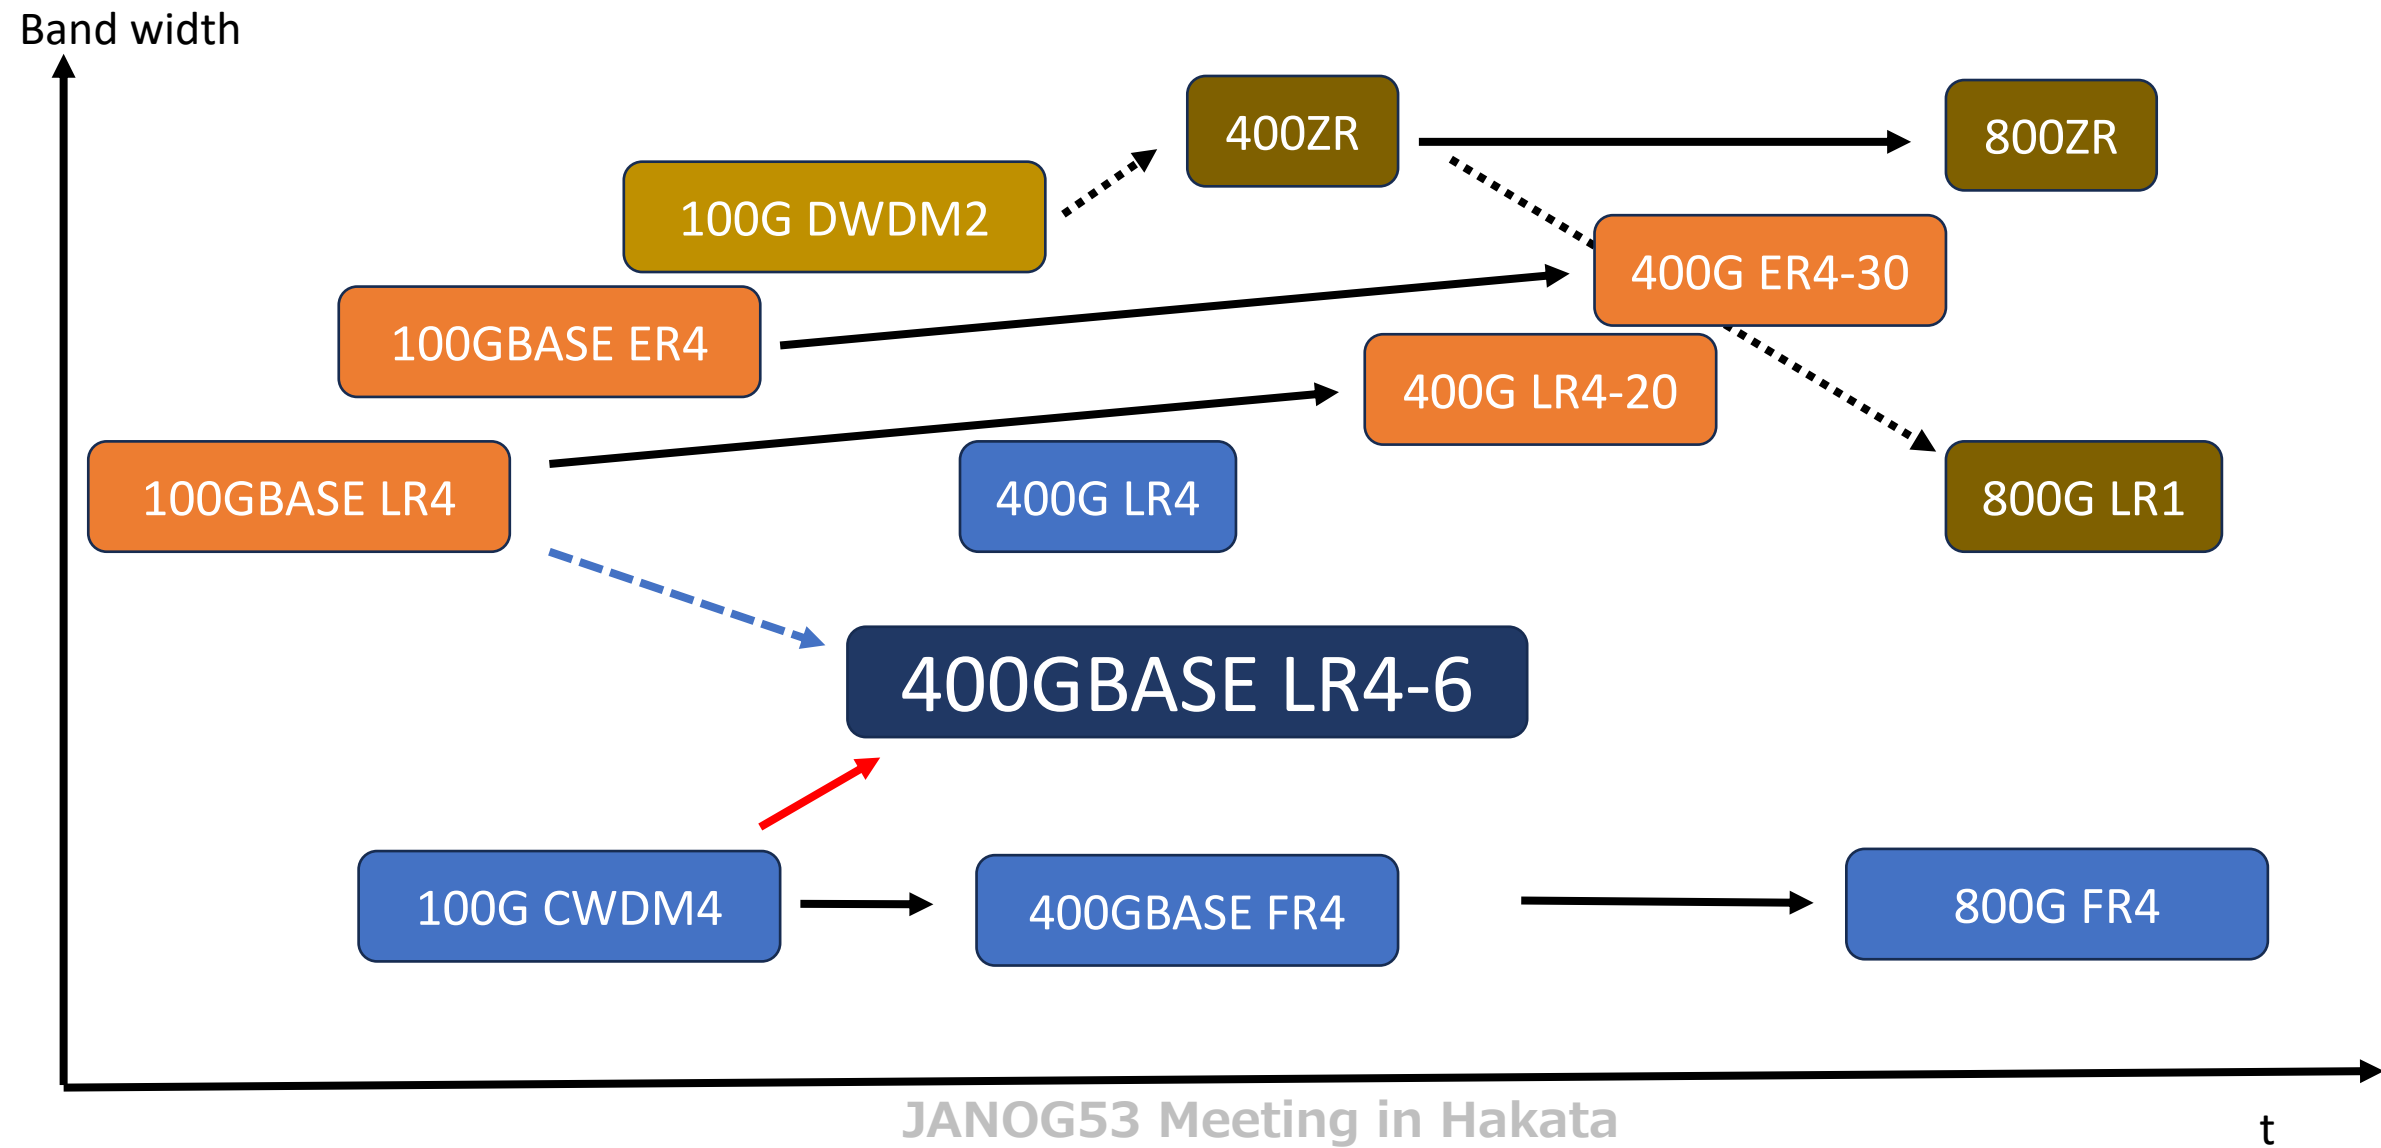 Band width
400ZR
800ZR
100G DWDM2
400G ER4-30
100GBASE ER4
400G LR4-20
100GBASE LR4
400G LR4
800G LR1
400GBASE LR4-6
100G CWDM4
400GBASE FR4
800G FR4
JANOG53 Meeting in Hakata
t